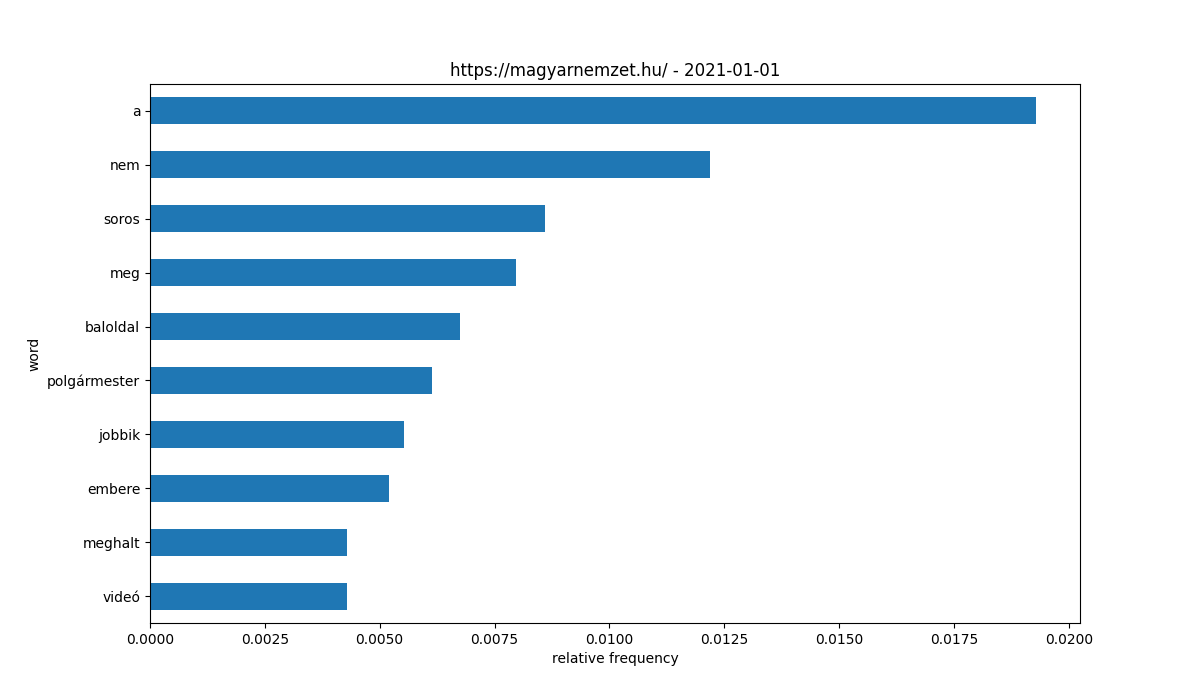 https://magyarnemzet.hu/ - 2021-01-01
a
nem
soros
meg
baloldal
polgármester
jobbik
embere
meghalt
videó
word
0.0000 0.0025 0.0050 0.0075 0.0100 0.0125 0.0150 0.0175 0.0200
relative frequency